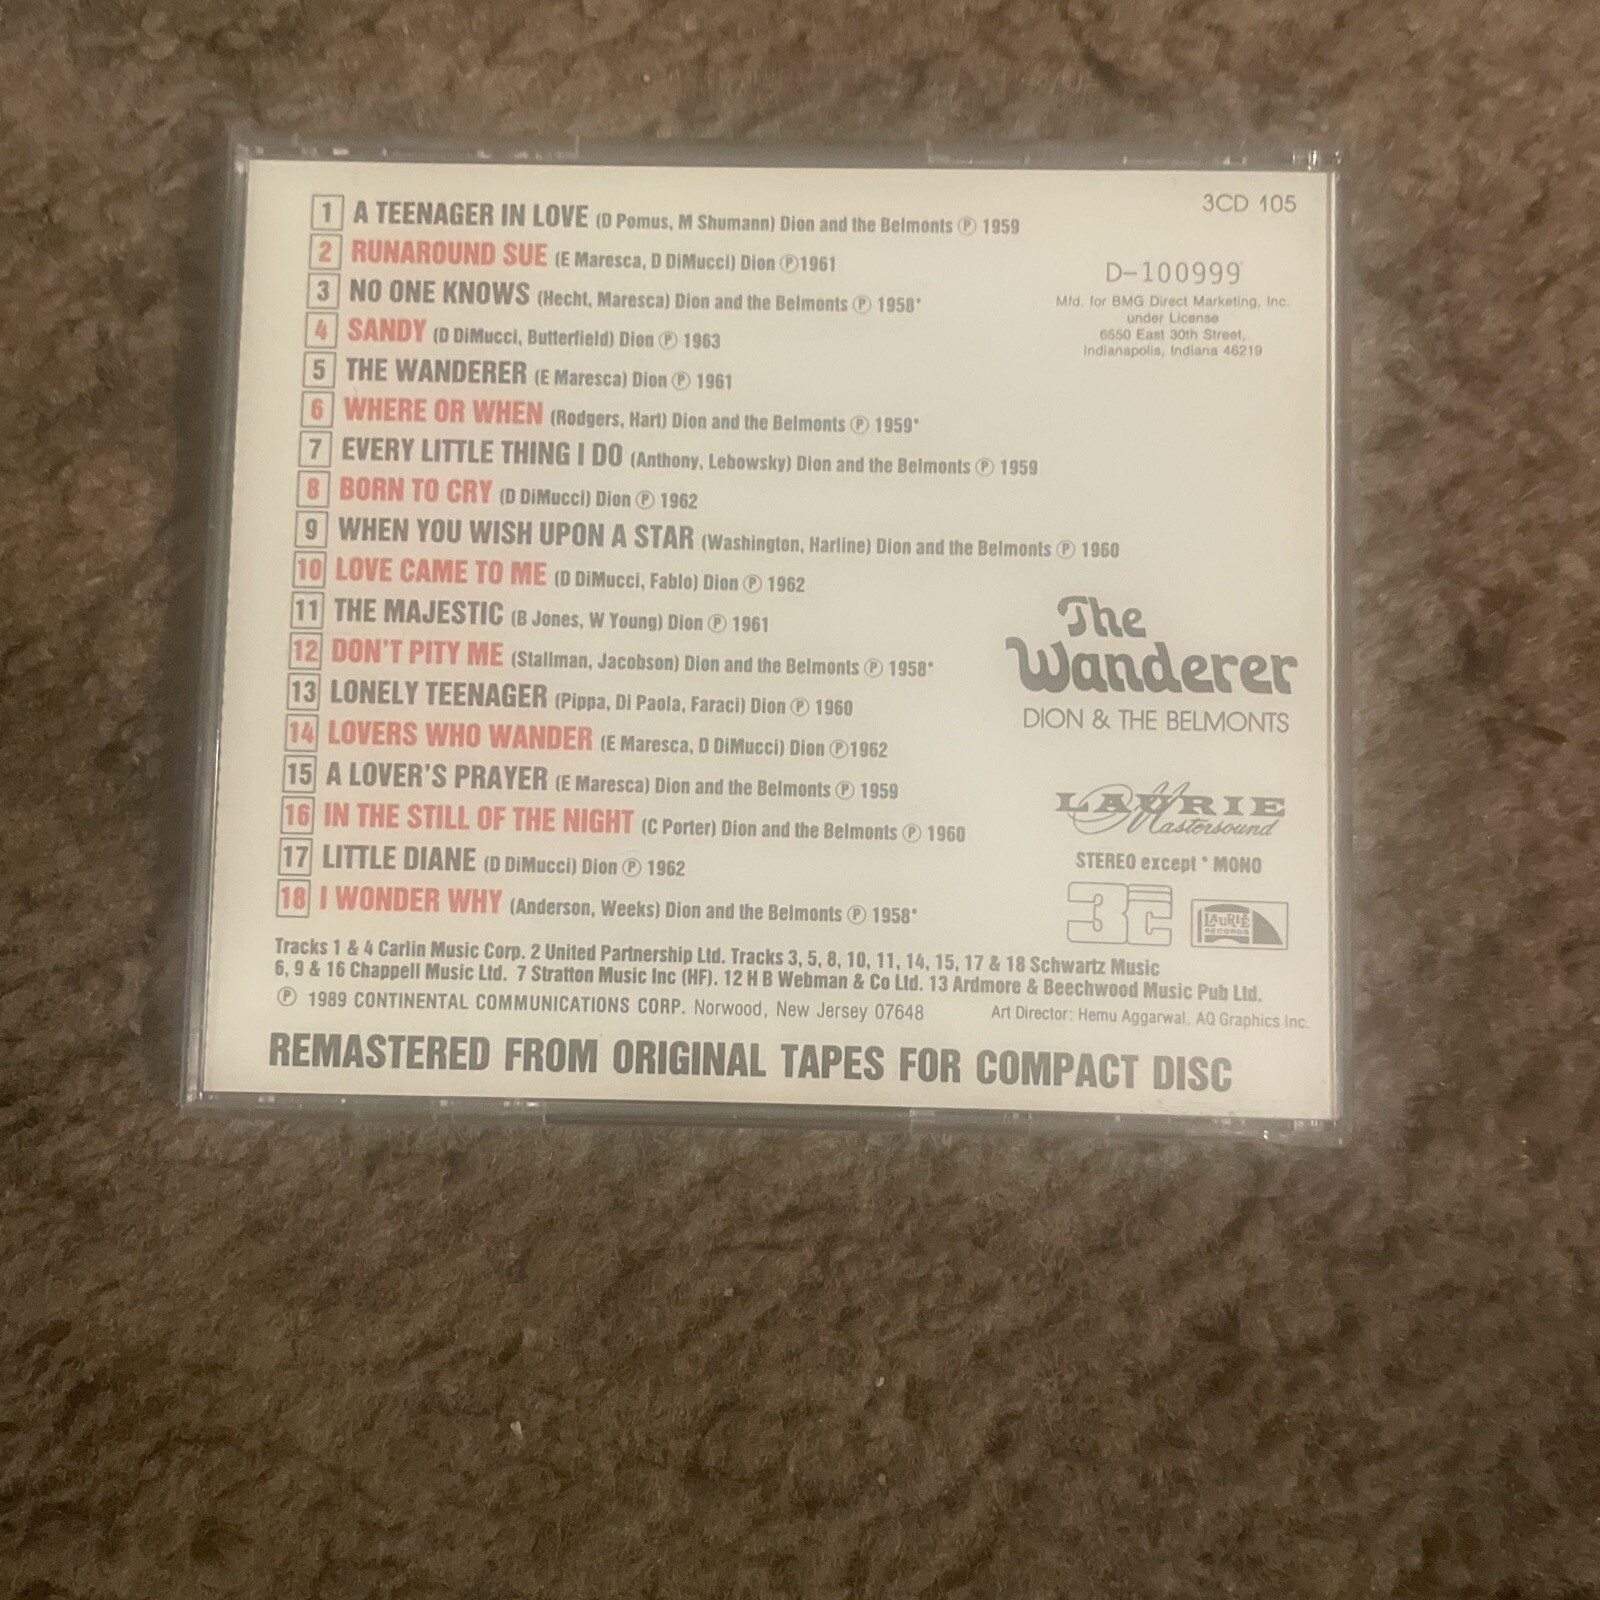 3CD 105
1 A TEENAGER IN LOVE (D Pomus, M Shumann) Dion and the Belmonts Ⓟ 1959
2 RUNAROUND SUE (E Maresca, D DiMucci) Dion Ⓟ1961
3 NO ONE KNOWS (Hecht, Maresca) Dion and the Belmonts Ⓟ 1958*
4 SANDY (D DiMucci, Butterfield) Dion Ⓟ 1963
5 THE WANDERER (E Maresca) Dion Ⓟ 1961
6 WHERE OR WHEN (Rodgers, Hart) Dion and the Belmonts Ⓟ 1959*
7 EVERY LITTLE THING I DO (Anthony, Lebowsky) Dion and the Belmonts Ⓟ 1959
8 BORN TO CRY (D DiMucci) Dion Ⓟ 1962
9 WHEN YOU WISH UPON A STAR (Washington, Harline) Dion and the Belmonts Ⓟ 1960
10 LOVE CAME TO ME (D DiMucci, Fablo) Dion Ⓟ 1962
11 THE MAJESTIC (B Jones, W Young) Dion Ⓟ 1961
12 DON'T PITY ME (Stallman, Jacobson) Dion and the Belmonts Ⓟ 1958*
13 LONELY TEENAGER (Pippa, Di Paola, Faraci) Dion Ⓟ 1960
14 LOVERS WHO WANDER (E Maresca, D DiMucci) Dion Ⓟ1962
15 A LOVER'S PRAYER (E Maresca) Dion and the Belmonts Ⓟ 1959
16 IN THE STILL OF THE NIGHT (C Porter) Dion and the Belmonts Ⓟ 1960
17 LITTLE DIANE (D DiMucci) Dion Ⓟ 1962
18 I WONDER WHY (Anderson, Weeks) Dion and the Belmonts Ⓟ 1958*
D-100999
Mfd. for BMG Direct Marketing, Inc.
under License
6550 East 30th Street,
Indianapolis, Indiana 46219
The
Wanderer
DION & THE BELMONTS
LAURIE
Mastersound
STEREO except * MONO
3C
LAURIE
RECORDS
Tracks 1 & 4 Carlin Music Corp. 2 United Partnership Ltd. Tracks 3, 5, 8, 10, 11, 14, 15, 17 & 18 Schwartz Music
6, 9 & 16 Chappell Music Ltd. 7 Stratton Music Inc (HF). 12 H B Webman & Co Ltd. 13 Ardmore & Beechwood Music Pub Ltd.
Ⓟ 1989 CONTINENTAL COMMUNICATIONS CORP. Norwood, New Jersey 07648
Art Director: Hemu Aggarwal. AQ Graphics Inc.
REMASTERED FROM ORIGINAL TAPES FOR COMPACT DISC